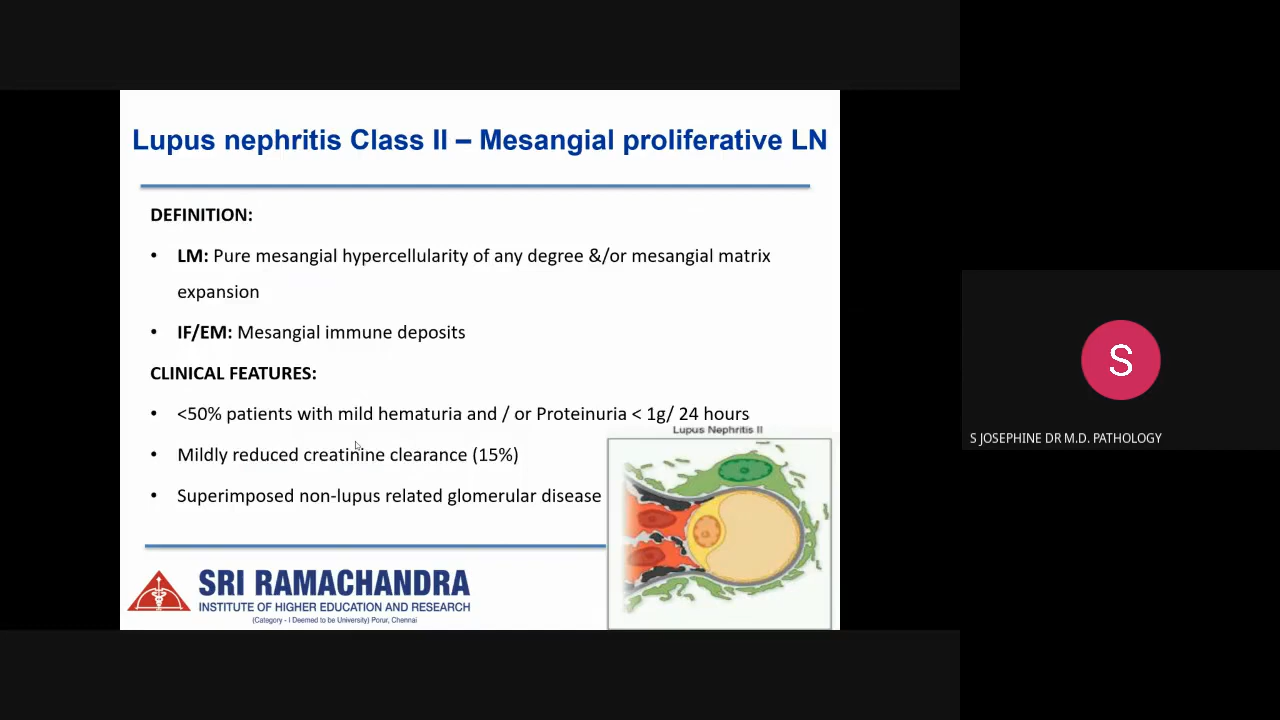 Lupus nephritis Class II – Mesangial proliferative LN
DEFINITION:
• LM: Pure mesangial hypercellularity of any degree &/or mesangial matrix
expansion
• IF/EM: Mesangial immune deposits
CLINICAL FEATURES:
• <50% patients with mild hematuria and / or Proteinuria < 1g/ 24 hours
• Mildly reduced creatinine clearance (15%)
• Superimposed non-lupus related glomerular disease
Lupus Nephritis II
SRI RAMACHANDRA
INSTITUTE OF HIGHER EDUCATION AND RESEARCH
(Category - I Deemed to be University) Porur, Chennai
S
S JOSEPHINE DR M.D. PATHOLOGY